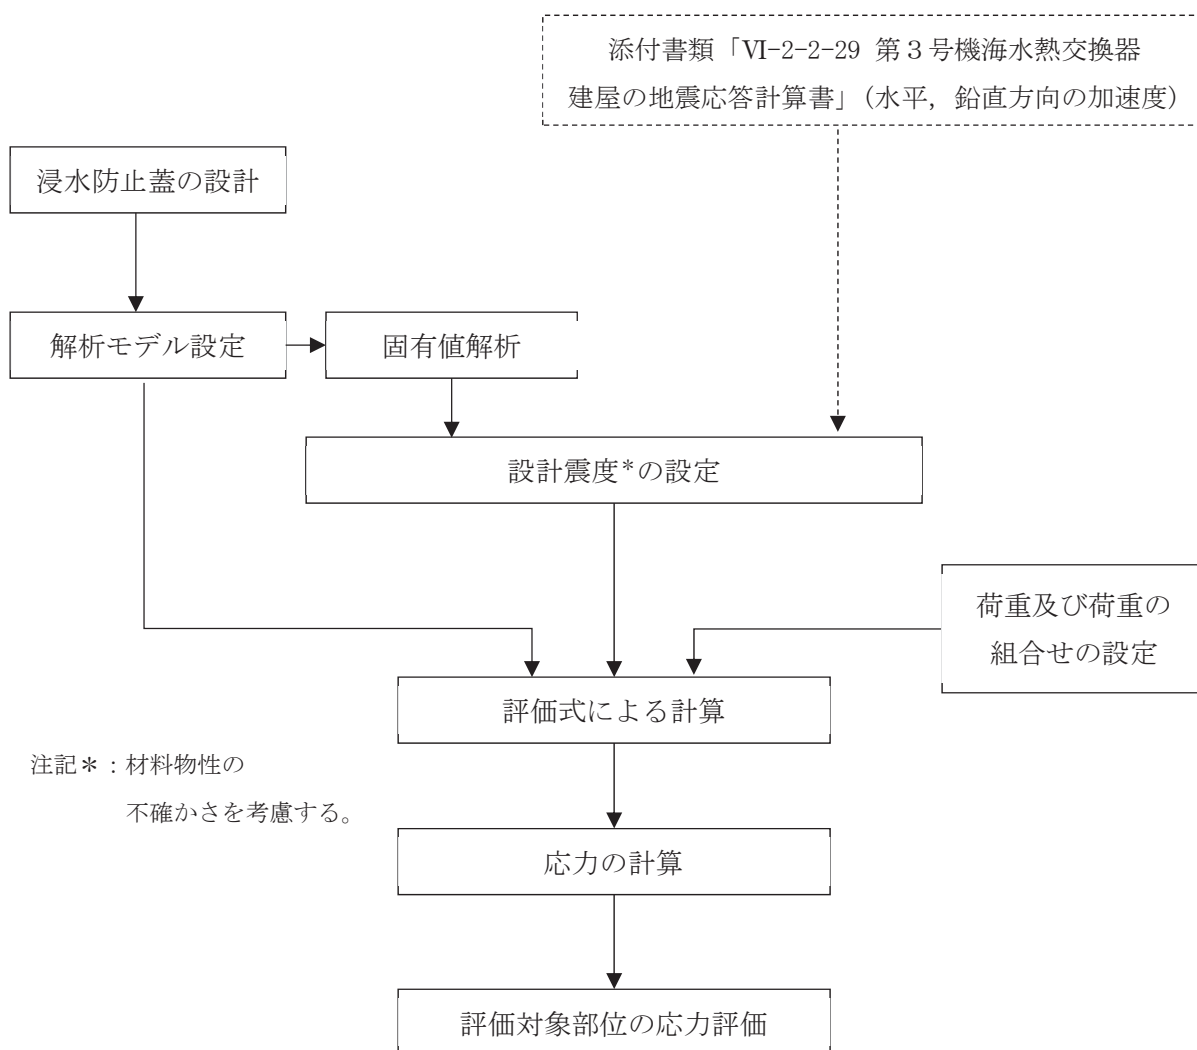 添付書類「Ⅵ-2-2-29 第３号機海水熱交換器
建屋の地震応答計算書」（水平，鉛直方向の加速度）
浸水防止蓋の設計
解析モデル設定
固有値解析
設計震度*の設定
荷重及び荷重の
組合せの設定
評価式による計算
注記＊：材料物性の
不確かさを考慮する。
応力の計算
評価対象部位の応力評価